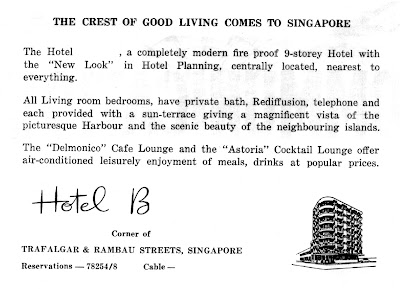 THE CREST OF GOOD LIVING COMES TO SINGAPORE
The Hotel , a completely modern fire proof 9-storey Hotel with
the “New Look” in Hotel Planning, centrally located, nearest to
everything.
All Living room bedrooms, have private bath, Rediffusion, telephone and
each provided with a sun-terrace giving a magnificent vista of the
picturesque Harbour and the scenic beauty of the neighbouring islands.
The “Delmonico” Cafe Lounge and the “Astoria” Cocktail Lounge offer
air-conditioned leisurely enjoyment of meals, drinks at popular prices.
Hotel B
Corner of
TRAFALGAR & RAMBAU STREETS, SINGAPORE
Reservations — 78254/8 Cable —